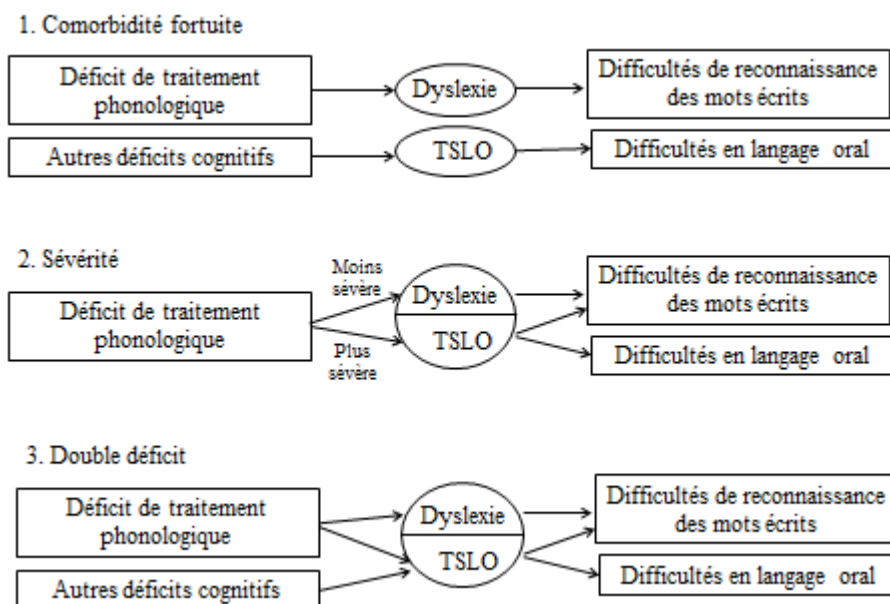 1. Comorbidité fortuite
Déficit de traitement
phonologique
Dyslexie
Difficultés de reconnaissance
des mots écrits
Autres déficits cognitifs
TSLO
Difficultés en langage oral
2. Sévérité
Déficit de traitement
phonologique
Moins
sévère
Plus
sévère
Dyslexie
TSLO
Difficultés de reconnaissance
des mots écrits
Difficultés en langage oral
3. Double déficit
Déficit de traitement
phonologique
Autres déficits cognitifs
Dyslexie
TSLO
Difficultés de reconnaissance
des mots écrits
Difficultés en langage oral